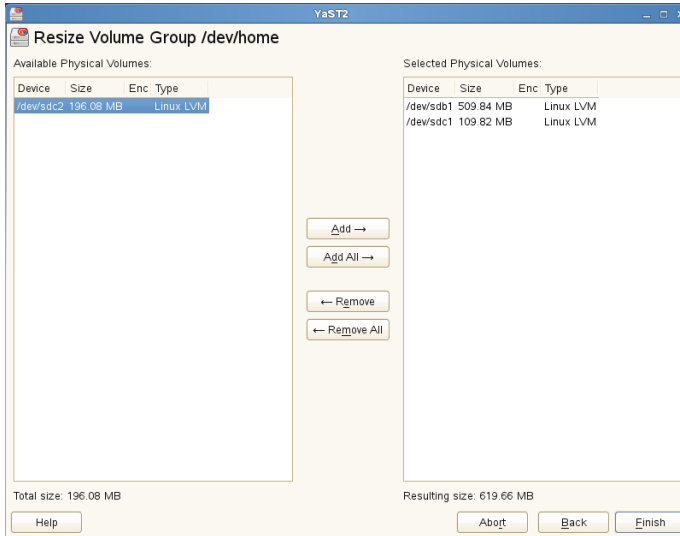 YaST2
Resize Volume Group /dev/home
Available Physical Volumes:
Device Size Enc Type
/dev/sdc2 196.08 MB Linux LVM
Total size: 196.08 MB
Add →
Add All →
← Remove
← Remove All
Selected Physical Volumes:
Device Size Enc Type
/dev/sdb1 509.84 MB Linux LVM
/dev/sdc1 109.82 MB Linux LVM
Resulting size: 619.66 MB
Help
Abort
Back
Finish